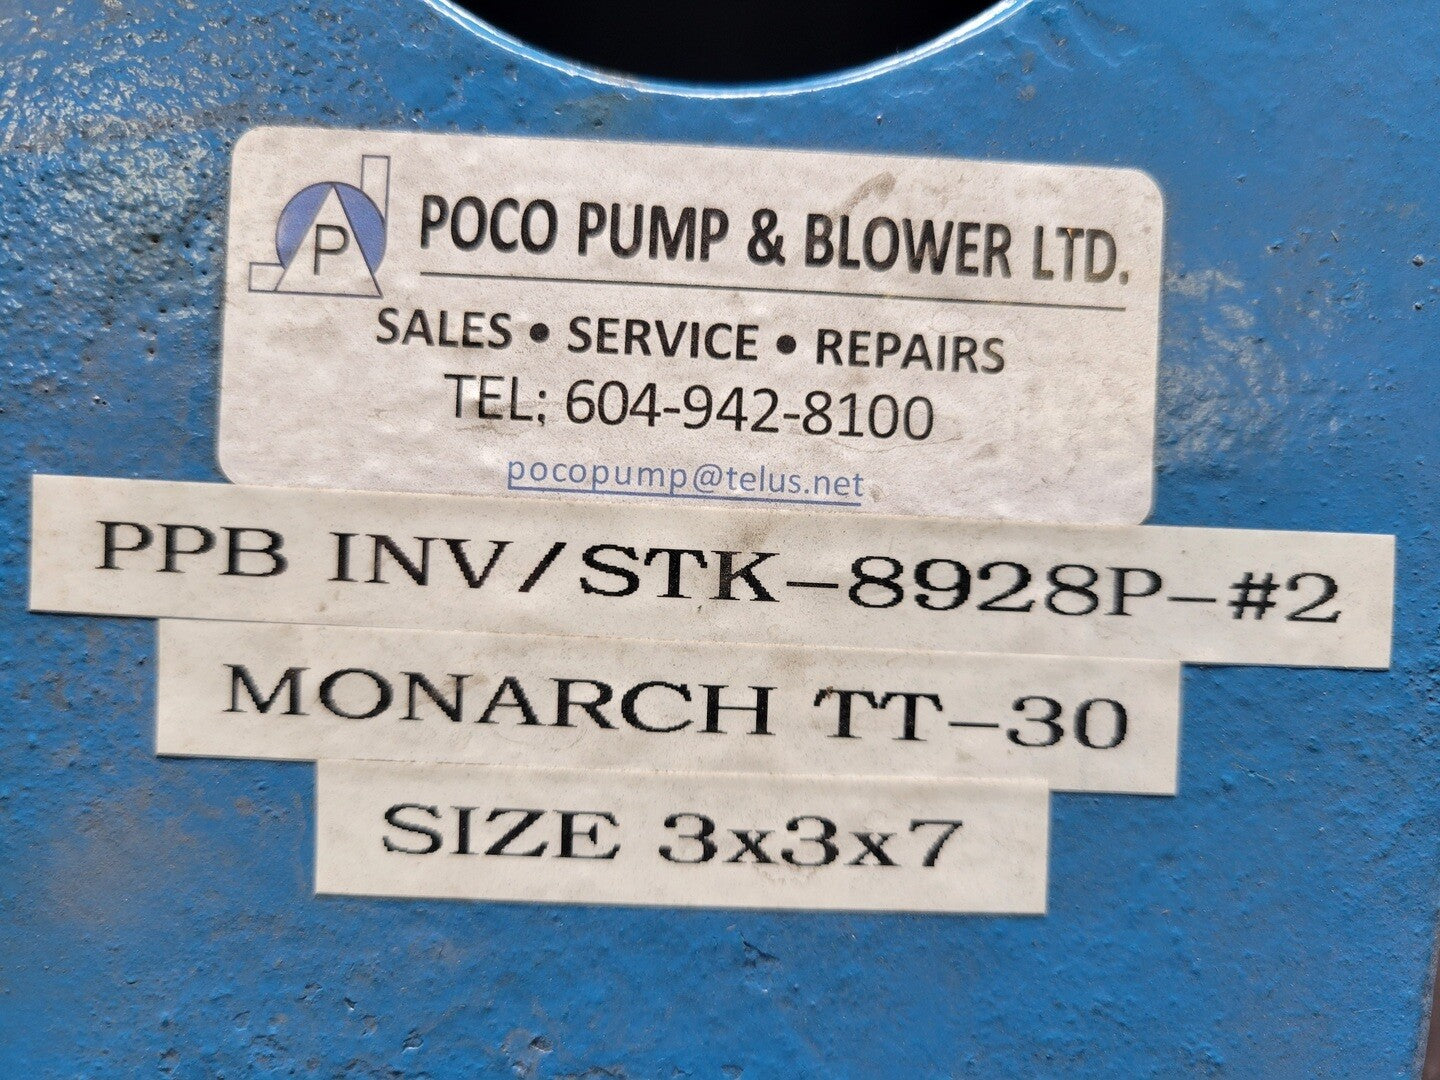 P
POCO PUMP & BLOWER LTD.
SALES • SERVICE • REPAIRS
TEL; 604-942-8100
pocopump@telus.net
PPB INV/STK-8928P-#2
MONARCH TT-30
SIZE 3x3x7